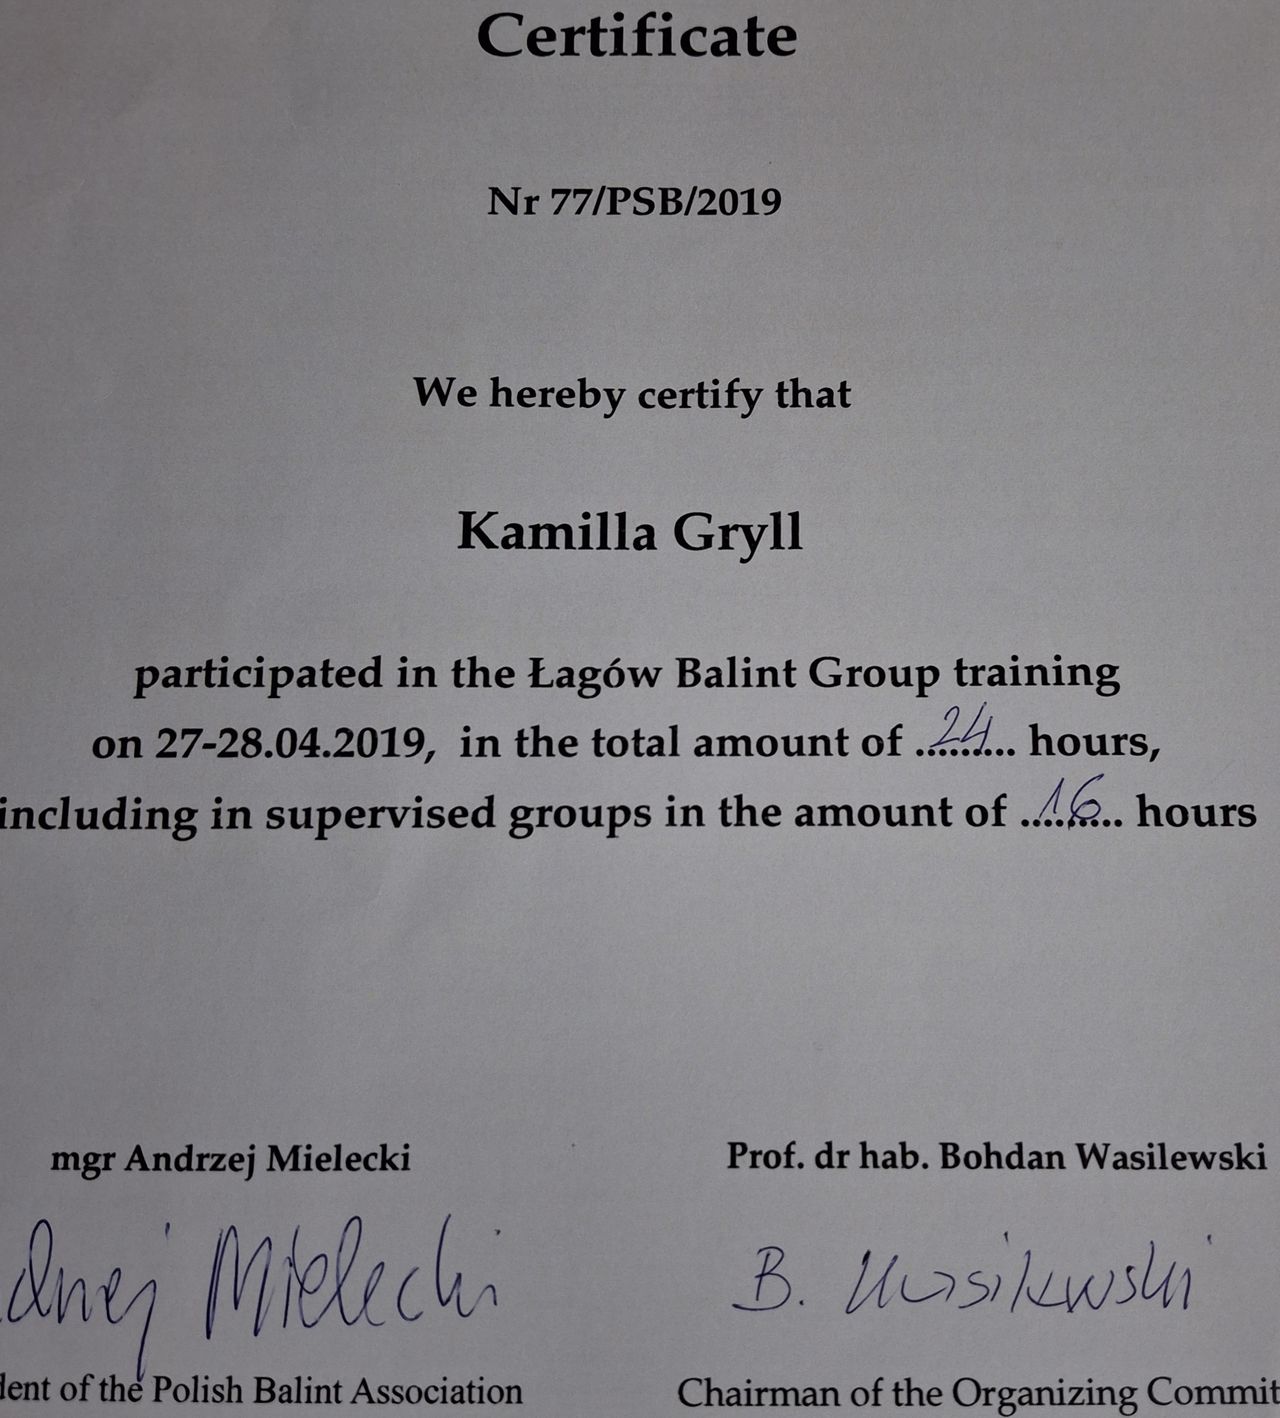 Certificate
Nr 77/PSB/2019
We hereby certify that
Kamilla Gryll
participated in the Łagów Balint Group training
on 27-28.04.2019, in the total amount of ...24... hours,
including in supervised groups in the amount of ...16... hours
mgr Andrzej Mielecki Prof. dr hab. Bohdan Wasilewski
Mielecki B. Wasilewski
dent of the Polish Balint Association Chairman of the Organizing Commit